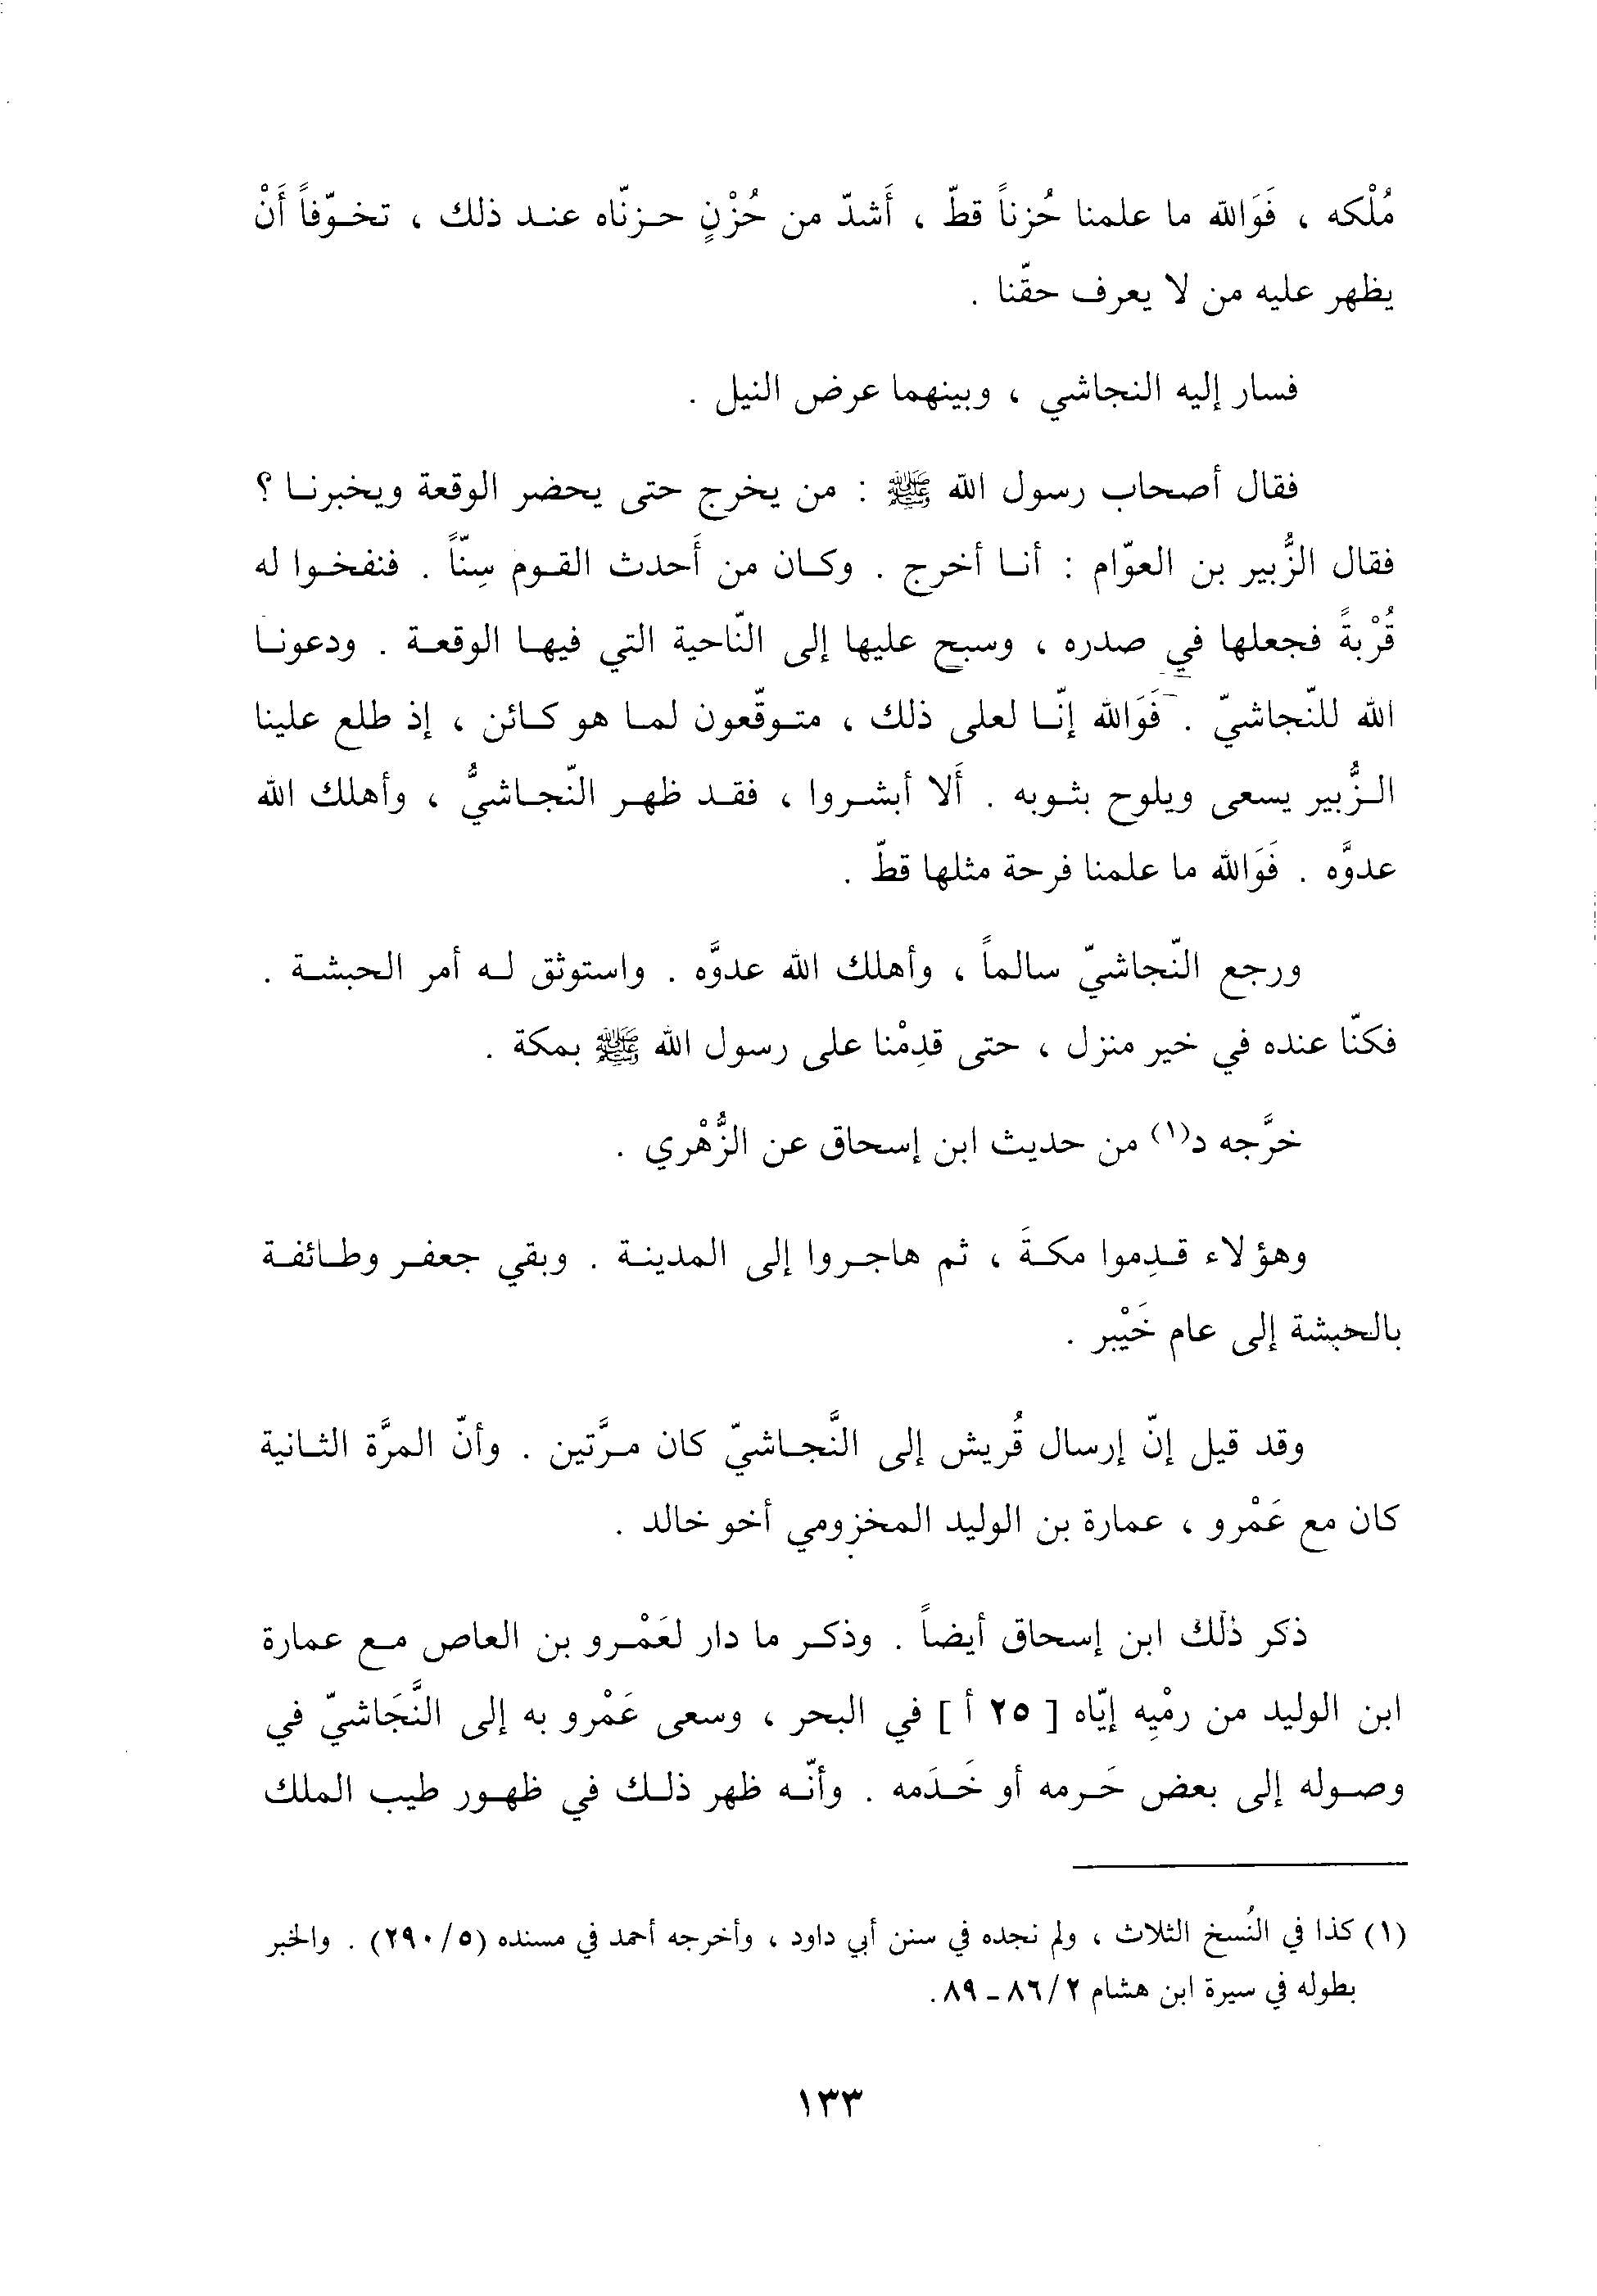 مُلْكه ، فَوَالله ما علمنا حُزناً قطّ ، أَشدّ من حُزْنٍ حزنّاه عند ذلك ، تخوّفاً أَنْ
يظهر عليه من لا يعرف حقّنا .
فسار إليه النجاشي ، وبينهما عرض النيل .
فقال أصحاب رسول الله ﷺ : من يخرج حتى يحضر الوقعة ويخبرنا ؟
فقال الزُّبير بن العوّام : أنا أخرج . وكان من أَحدث القوم سِنّاً . فنفخوا له
قُرْبةً فجعلها في صدره ، وسبح عليها إلى النّاحية التي فيها الوقعة . ودعونا
الله للنّجاشيّ . فَوَالله إنّا لعلى ذلك ، متوقّعون لما هو كائن ، إذ طلع علينا
الزُّبير يسعى ويلوح بثوبه . أَلا أبشروا ، فقد ظهر النّجاشيُّ ، وأهلك الله
عدوَّه . فَوَالله ما علمنا فرحة مثلها قطّ .
ورجع النّجاشيّ سالماً ، وأهلك الله عدوَّه . واستوثق له أمر الحبشة .
فكنّا عنده في خير منزل ، حتى قدِمْنا على رسول الله ﷺ بمكة .
خرَّجه د(١) من حديث ابن إسحاق عن الزُّهْري .
وهؤلاء قدِموا مكةَ ، ثم هاجروا إلى المدينة . وبقي جعفر وطائفة
بالحبشة إلى عام خَيْبر .
وقد قيل إنّ إرسال قُريش إلى النَّجاشيّ كان مرَّتين . وأنّ المرَّة الثانية
كان مع عَمْرو ، عمارة بن الوليد المخزومي أخو خالد .
ذكر ذلك ابن إسحاق أيضاً . وذكر ما دار لعَمْرو بن العاص مع عمارة
ابن الوليد من رمْيِه إيّاه [ ٢٥ أ ] في البحر ، وسعى عَمْرو به إلى النَّجَاشيّ في
وصوله إلى بعض حَرمه أو خَدَمه . وأنّه ظهر ذلك في ظهور طيب الملك
(١) كذا في النُسخ الثلاث ، ولم نجده في سنن أبي داود ، وأخرجه أحمد في مسنده (٢٩٠/٥) . والخبر
بطوله في سيرة ابن هشام ٨٦/٢ ـ ٨٩.
١٣٣